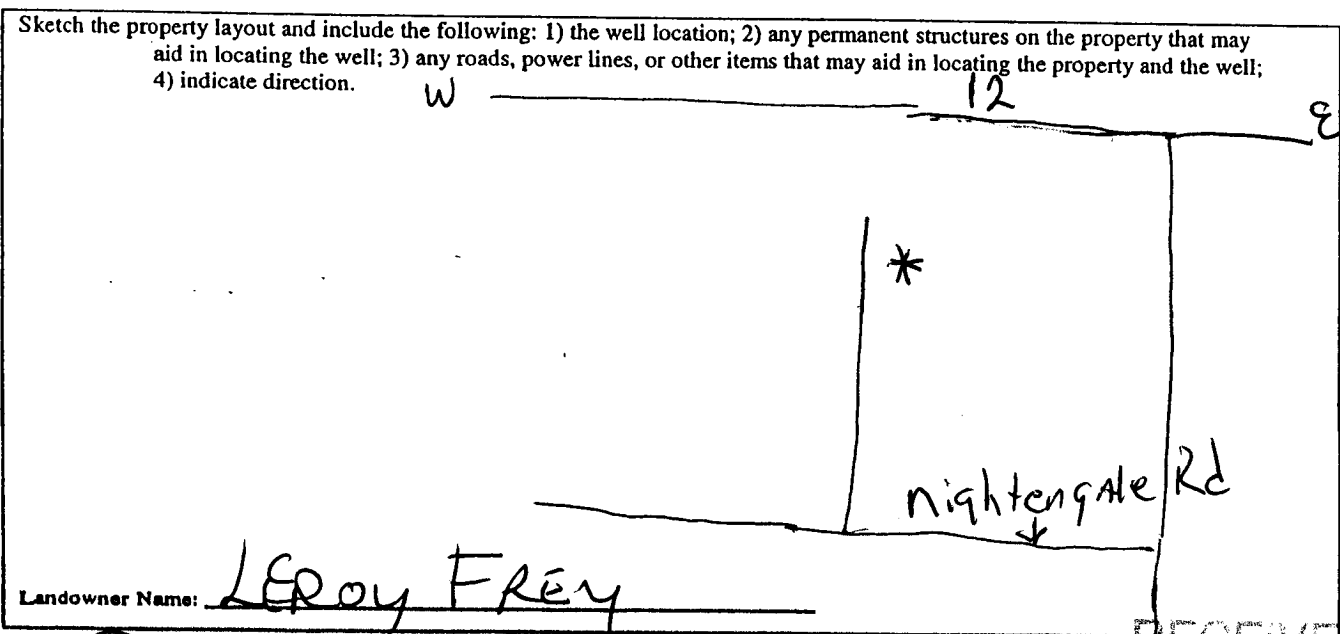 Sketch the property layout and include the following: 1) the well location; 2) any permanent structures on the property that may
aid in locating the well; 3) any roads, power lines, or other items that may aid in locating the property and the well;
4) indicate direction.
W 12 E
*
nightengale Rd
Landowner Name: LEROY FREY